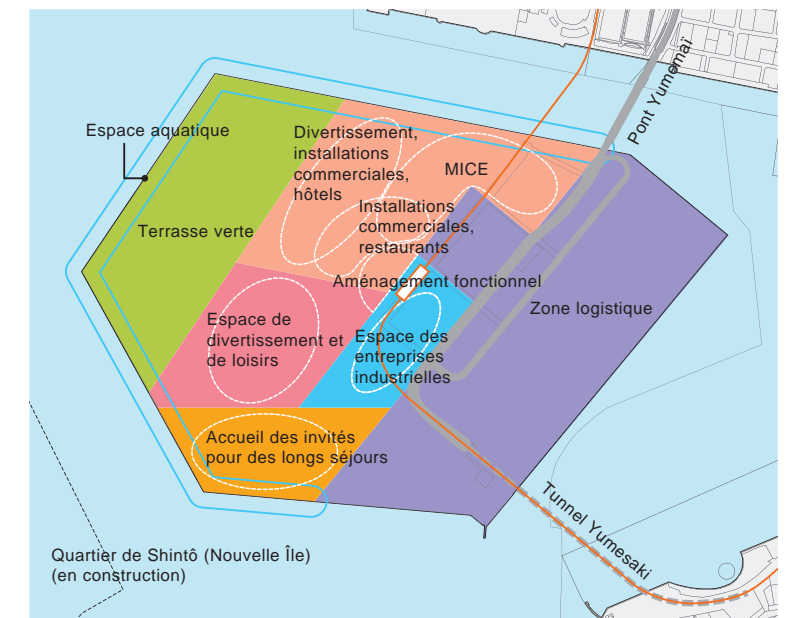 Pont Yumemaï
Espace aquatique
Divertissement,
installations
commerciales,
hôtels
MICE
Installations
commerciales,
restaurants
Terrasse verte
Aménagement fonctionnel
Zone logistique
Espace de
divertissement et
de loisirs
Espace des
entreprises
industrielles
Accueil des invités
pour des longs séjours
Tunnel Yumesaki
Quartier de Shintô (Nouvelle Île)
(en construction)